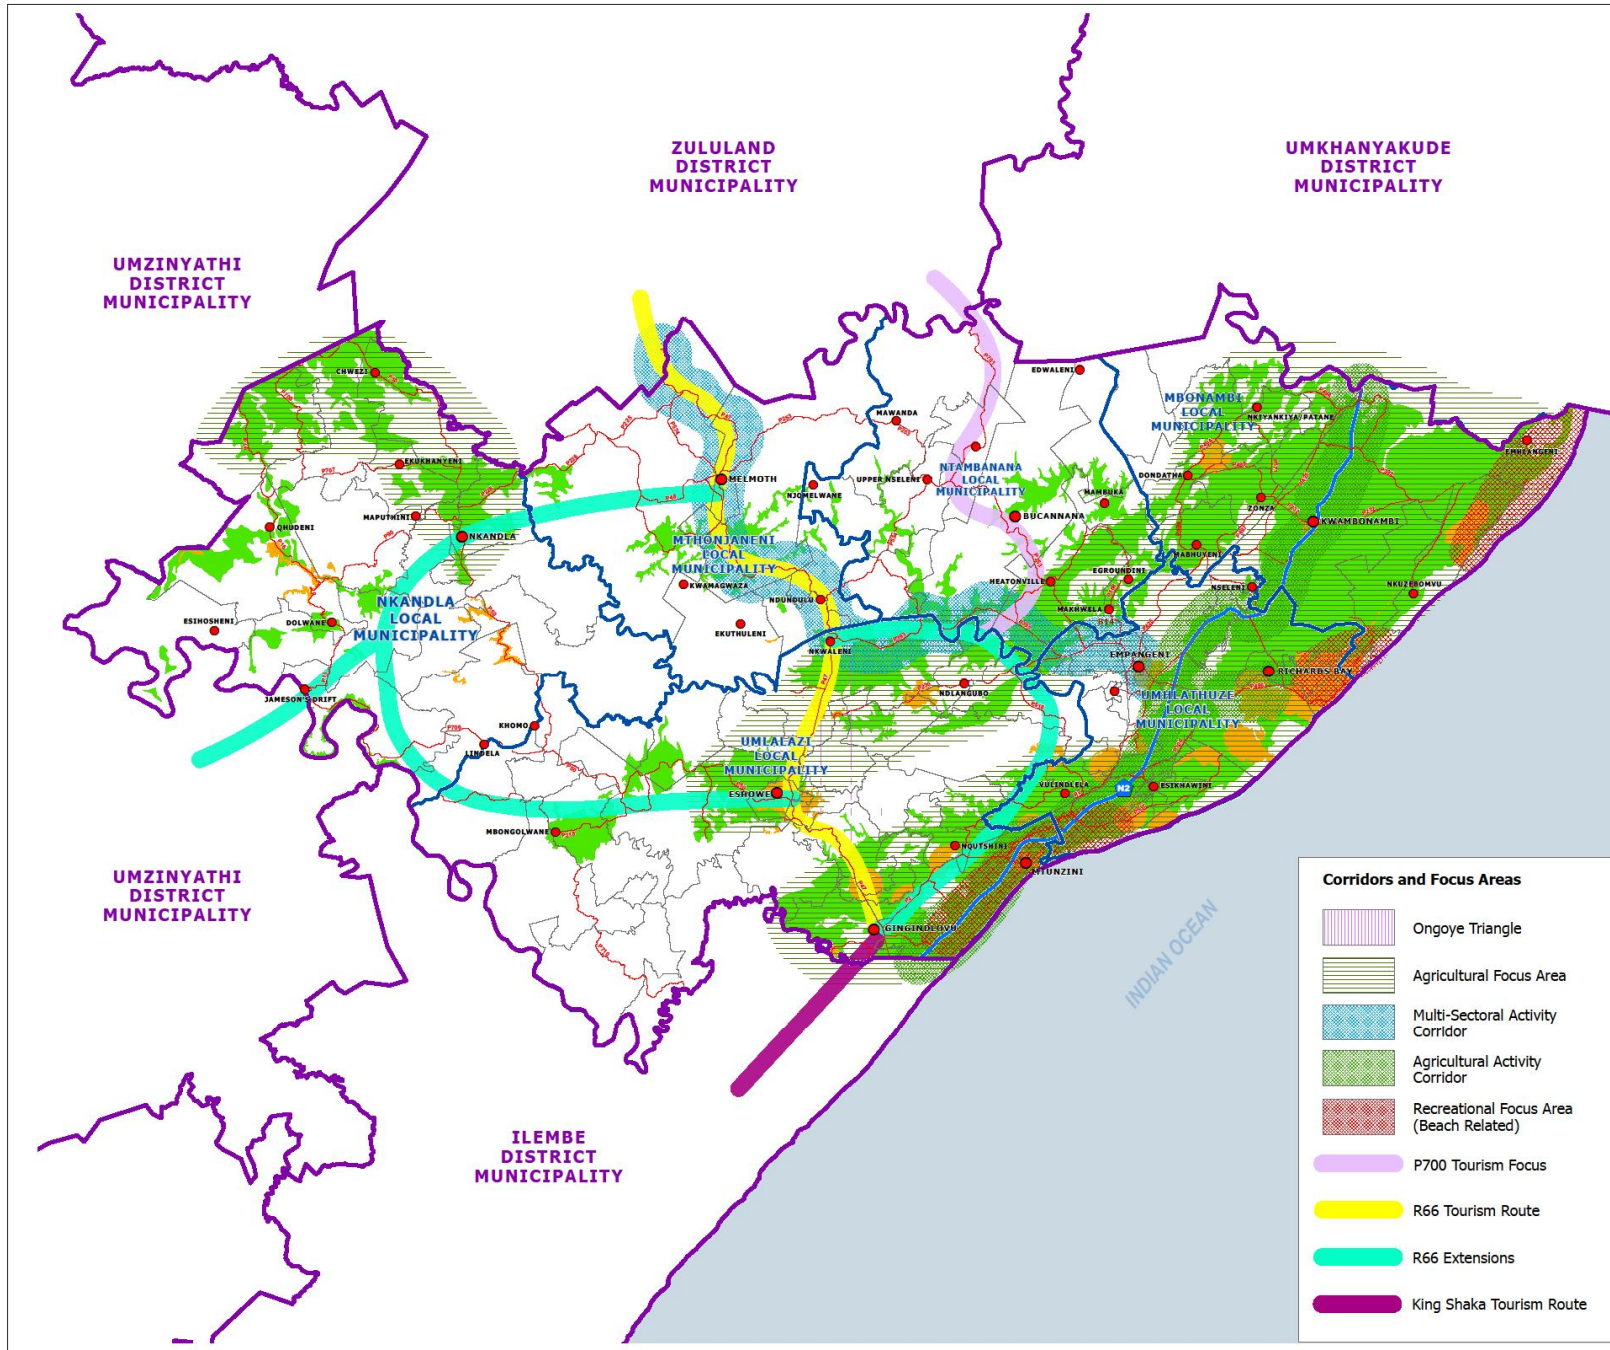 ZULULAND
DISTRICT
MUNICIPALITY
UMKHANYAKUDE
DISTRICT
MUNICIPALITY
UMZINYATHI
DISTRICT
MUNICIPALITY
CHWEZI
EDWALENI
MBONAMBI
LOCAL
MUNICIPALITY
NKIYANKIYA/PATANE
MAWANDA
EMHLANGENI
EKUKHANYENI
P707
NTAMBANANA
LOCAL
MUNICIPALITY
MELMOTH
NJOMELWANE
UPPER NSELENI
DONDATHA
MAMBUKA
ZONZA
MAPUTHINI
QHUDENI
NKANDLA
BUCANNANA
KWAMBONAMBI
MTHONJANENI
LOCAL
MUNICIPALITY
MABHUYENI
HEATONVILLE
EGROUNDINI
NSELENI
NKUZEBOMVU
KWAMAGWAZA
NDUNDULU
MAKHWELA
NKANDLA
LOCAL
MUNICIPALITY
ESIHOSHENI
DOLWANE
EKUTHULENI
NKWALENI
EMPANGENI
RICHARDS BAY
JAMESON'S DRIFT
NDLANGUBO
UMHLATHUZE
LOCAL
MUNICIPALITY
KHOMO
LINDELA
UMLALAZI
LOCAL
MUNICIPALITY
ESHOWE
VULINDLELA
N2
ESIKHAWINI
MBONGOLWANE
NQUTSHINI
MTUNZINI
UMZINYATHI
DISTRICT
MUNICIPALITY
GINGINDLOVU
INDIAN OCEAN
ILEMBE
DISTRICT
MUNICIPALITY
Corridors and Focus Areas
Ongoye Triangle
Agricultural Focus Area
Multi-Sectoral Activity
Corridor
Agricultural Activity
Corridor
Recreational Focus Area
(Beach Related)
P700 Tourism Focus
R66 Tourism Route
R66 Extensions
King Shaka Tourism Route